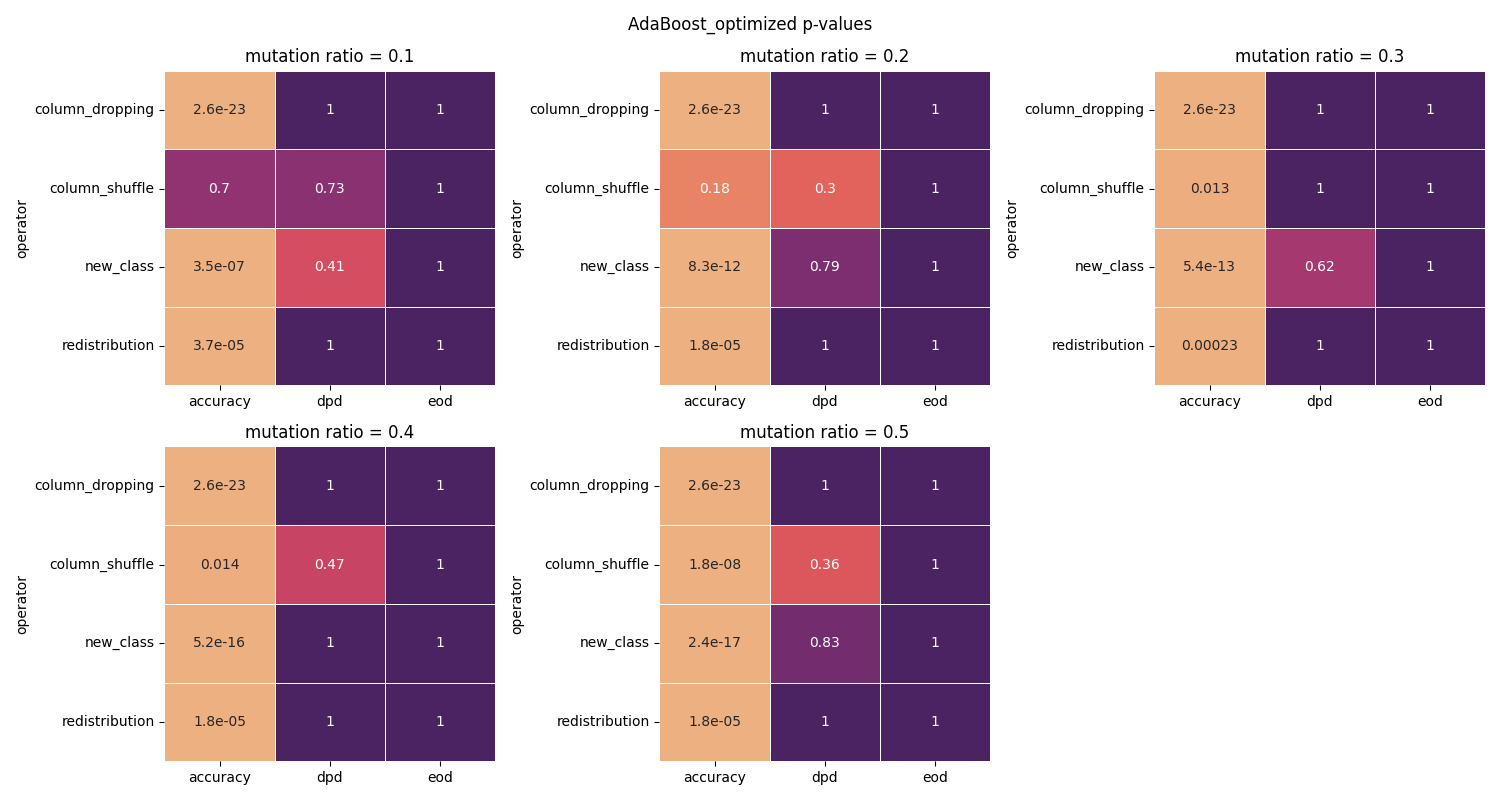 AdaBoost_optimized p-values
mutation ratio = 0.1
operator
column_dropping 2.6e-23 1 1
column_shuffle 0.7 0.73 1
new_class 3.5e-07 0.41 1
redistribution 3.7e-05 1 1
accuracy dpd eod
mutation ratio = 0.2
operator
column_dropping 2.6e-23 1 1
column_shuffle 0.18 0.3 1
new_class 8.3e-12 0.79 1
redistribution 1.8e-05 1 1
accuracy dpd eod
mutation ratio = 0.3
operator
column_dropping 2.6e-23 1 1
column_shuffle 0.013 1 1
new_class 5.4e-13 0.62 1
redistribution 0.00023 1 1
accuracy dpd eod
mutation ratio = 0.4
operator
column_dropping 2.6e-23 1 1
column_shuffle 0.014 0.47 1
new_class 5.2e-16 1 1
redistribution 1.8e-05 1 1
accuracy dpd eod
mutation ratio = 0.5
operator
column_dropping 2.6e-23 1 1
column_shuffle 1.8e-08 0.36 1
new_class 2.4e-17 0.83 1
redistribution 1.8e-05 1 1
accuracy dpd eod